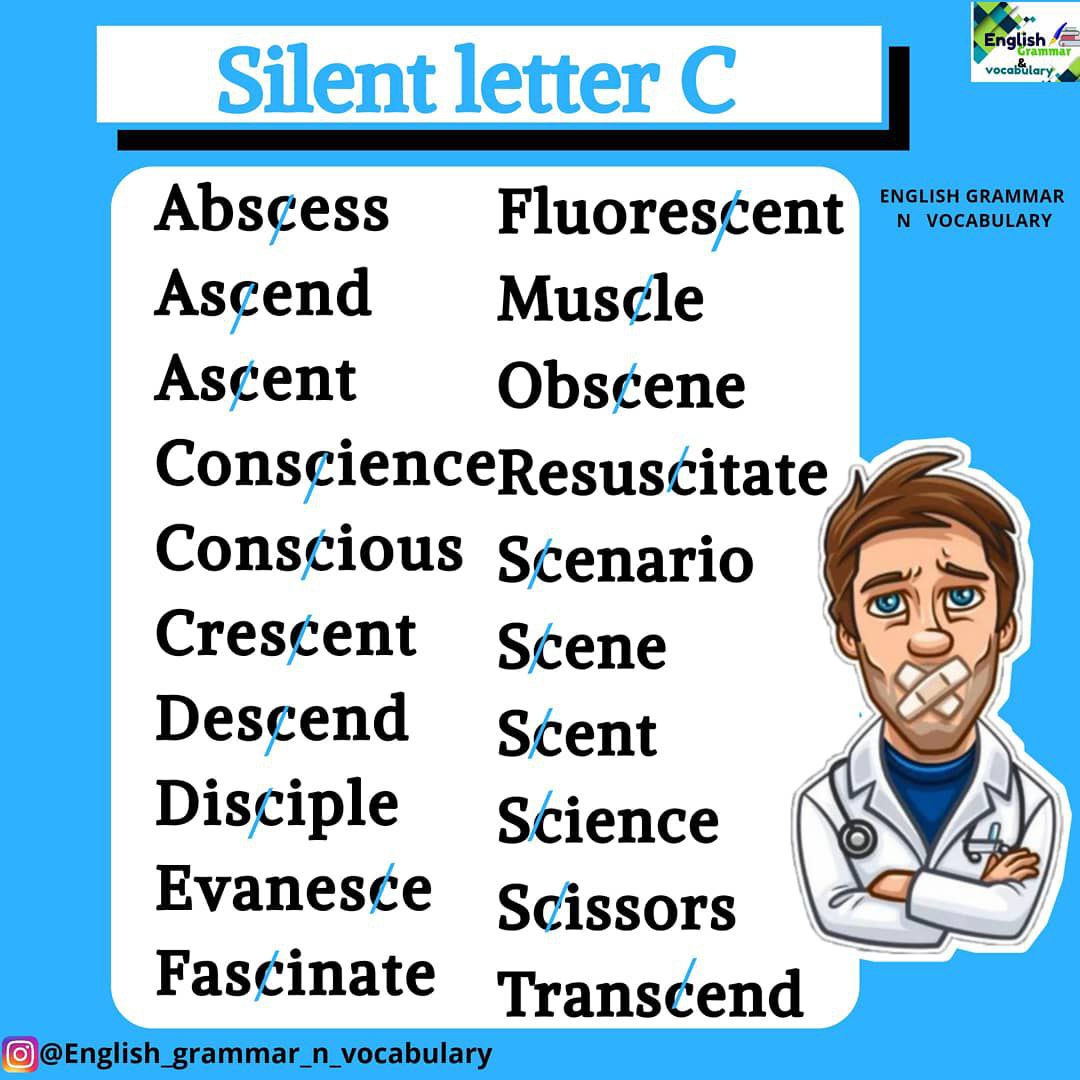 Silent letter C
English
Grammar
&
vocabulary
ENGLISH GRAMMAR
N VOCABULARY
Abscess
Ascend
Ascent
Conscience
Conscious
Crescent
Descend
Disciple
Evanesce
Fascinate
Fluorescent
Muscle
Obscene
Resuscitate
Scenario
Scene
Scent
Science
Scissors
Transcend
@English_grammar_n_vocabulary